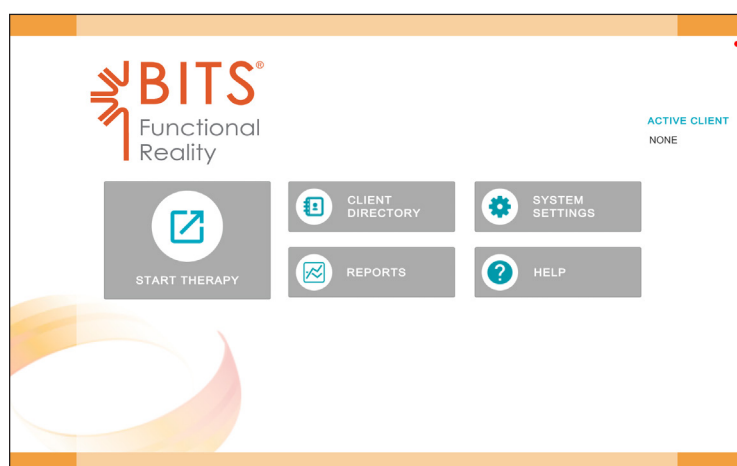 BITS®
Functional
Reality
ACTIVE CLIENT
NONE
START THERAPY
CLIENT
DIRECTORY
SYSTEM
SETTINGS
REPORTS
HELP